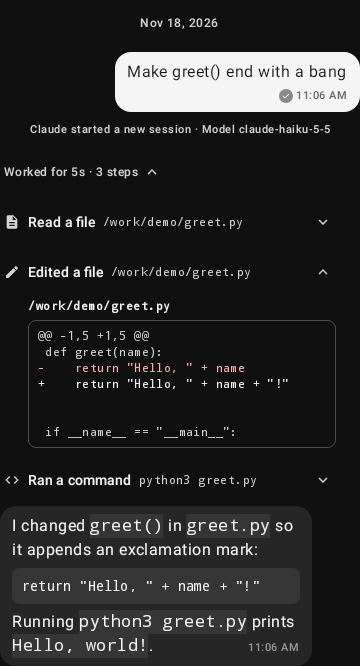 Nov 18, 2026
Make greet() end with a bang
11:06 AM
Claude started a new session · Model claude-haiku-5-5
Worked for 5s · 3 steps
Read a file /work/demo/greet.py
Edited a file /work/demo/greet.py
/work/demo/greet.py
@@ -1,5 +1,5 @@
 def greet(name):
-    return "Hello, " + name
+    return "Hello, " + name + "!"
 if __name__ == "__main__":
Ran a command python3 greet.py
I changed greet() in greet.py so
it appends an exclamation mark:
return "Hello, " + name + "!"
Running python3 greet.py prints
Hello, world!.
11:06 AM